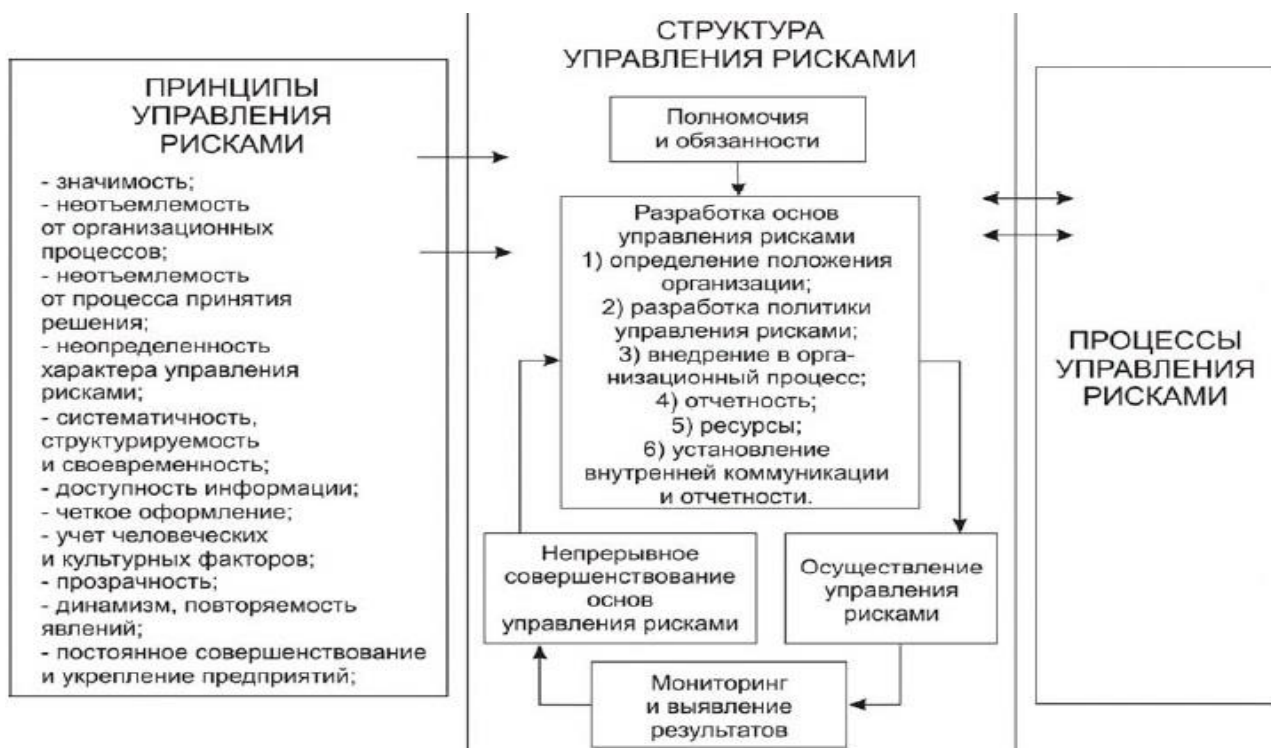 ПРИНЦИПЫ
УПРАВЛЕНИЯ
РИСКАМИ
- значимость;
- неотъемлемость
от организационных
процессов;
- неотъемлемость
от процесса принятия
решения;
- неопределенность
характера управления
рисками;
- систематичность,
структурируемость
и своевременность;
- доступность информации;
- четкое оформление;
- учет человеческих
и культурных факторов;
- прозрачность;
- динамизм, повторяемость
явлений;
- постоянное совершенствование
и укрепление предприятий;
СТРУКТУРА
УПРАВЛЕНИЯ РИСКАМИ
Полномочия
и обязанности
Разработка основ
управления рисками
1) определение положения
организации;
2) разработка политики
управления рисками;
3) внедрение в орга-
низационный процесс;
4) отчетность;
5) ресурсы;
6) установление
внутренней коммуникации
и отчетности.
Непрерывное
совершенствование
основ
управления рисками
Осуществление
управления
рисками
Мониторинг
и выявление
результатов
ПРОЦЕССЫ
УПРАВЛЕНИЯ
РИСКАМИ